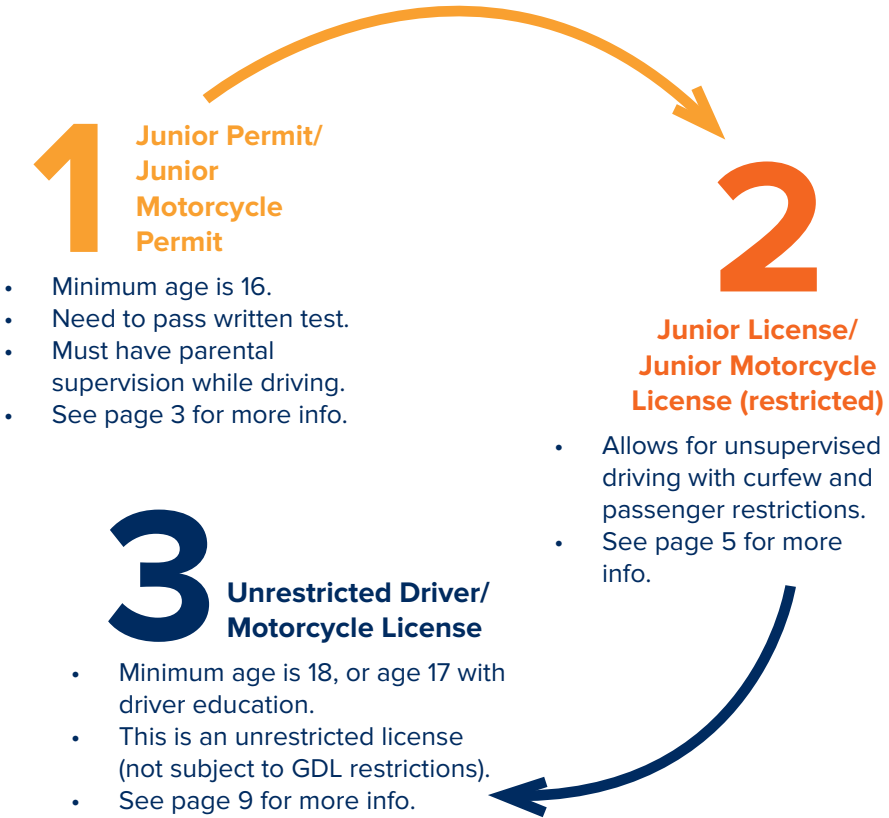 1
Junior Permit/
Junior
Motorcycle
Permit
• Minimum age is 16.
• Need to pass written test.
• Must have parental
supervision while driving.
• See page 3 for more info.
2
Junior License/
Junior Motorcycle
License (restricted)
• Allows for unsupervised
driving with curfew and
passenger restrictions.
• See page 5 for more
info.
3
Unrestricted Driver/
Motorcycle License
• Minimum age is 18, or age 17 with
driver education.
• This is an unrestricted license
(not subject to GDL restrictions).
• See page 9 for more info.